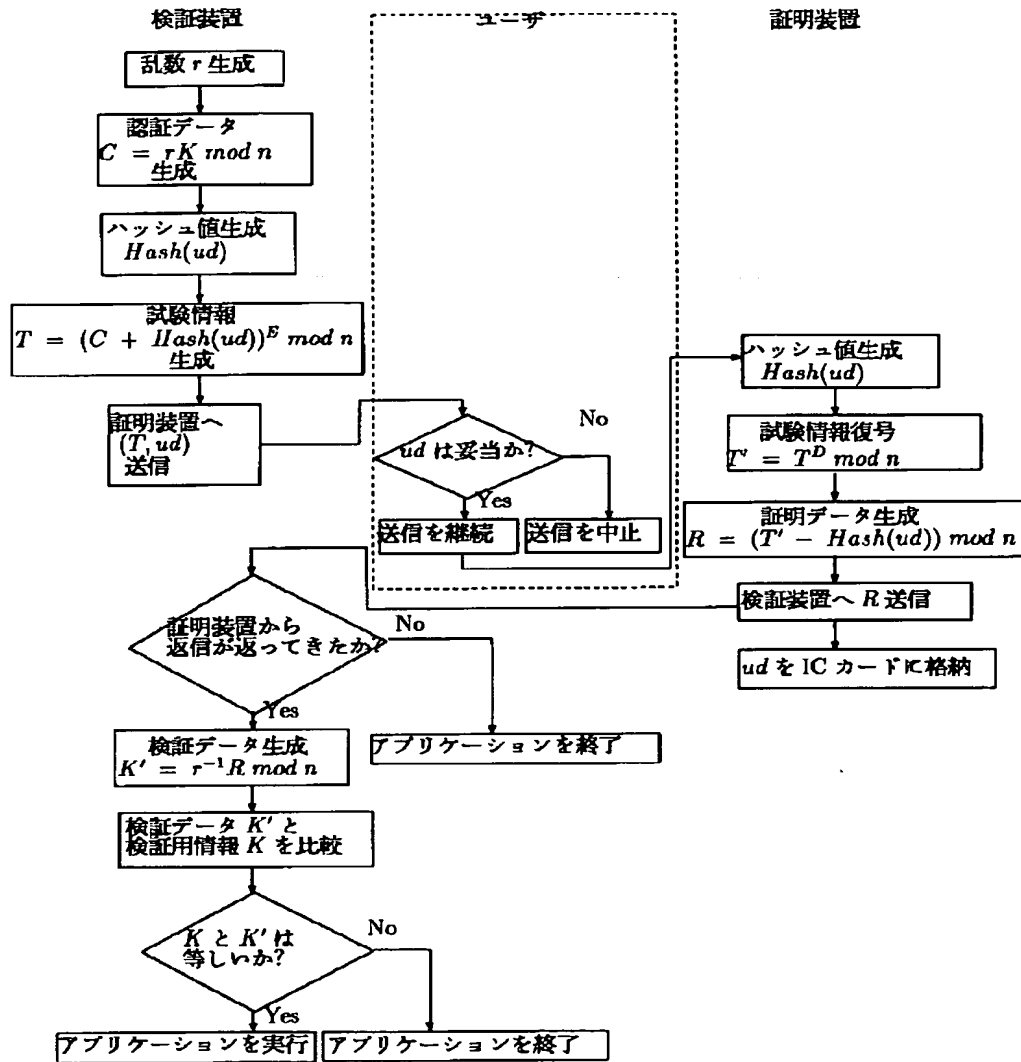 検証装置
ユーザ
証明装置
乱数 r 生成
認証データ
C = rK mod n
生成
ハッシュ値生成
Hash(ud)
試験情報
T = (C + Hash(ud))^E mod n
生成
証明装置へ
(T, ud)
送信
ud は妥当か?
No
Yes
送信を継続
送信を中止
ハッシュ値生成
Hash(ud)
試験情報復号
T' = T^D mod n
証明データ生成
R = (T' − Hash(ud)) mod n
検証装置へ R 送信
ud を IC カードに格納
証明装置から
返信が返ってきたか?
No
Yes
アプリケーションを終了
検証データ生成
K' = r^−1 R mod n
検証データ K' と
検証用情報 K を比較
K と K' は
等しいか?
No
Yes
アプリケーションを実行
アプリケーションを終了